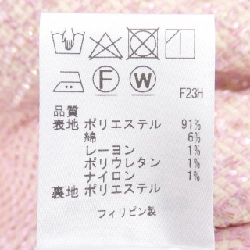 F W
F23H
品質
表地 ポリエステル 91%
綿 6%
レーヨン 1%
ポリウレタン 1%
ナイロン 1%
裏地 ポリエステル
フィリピン製